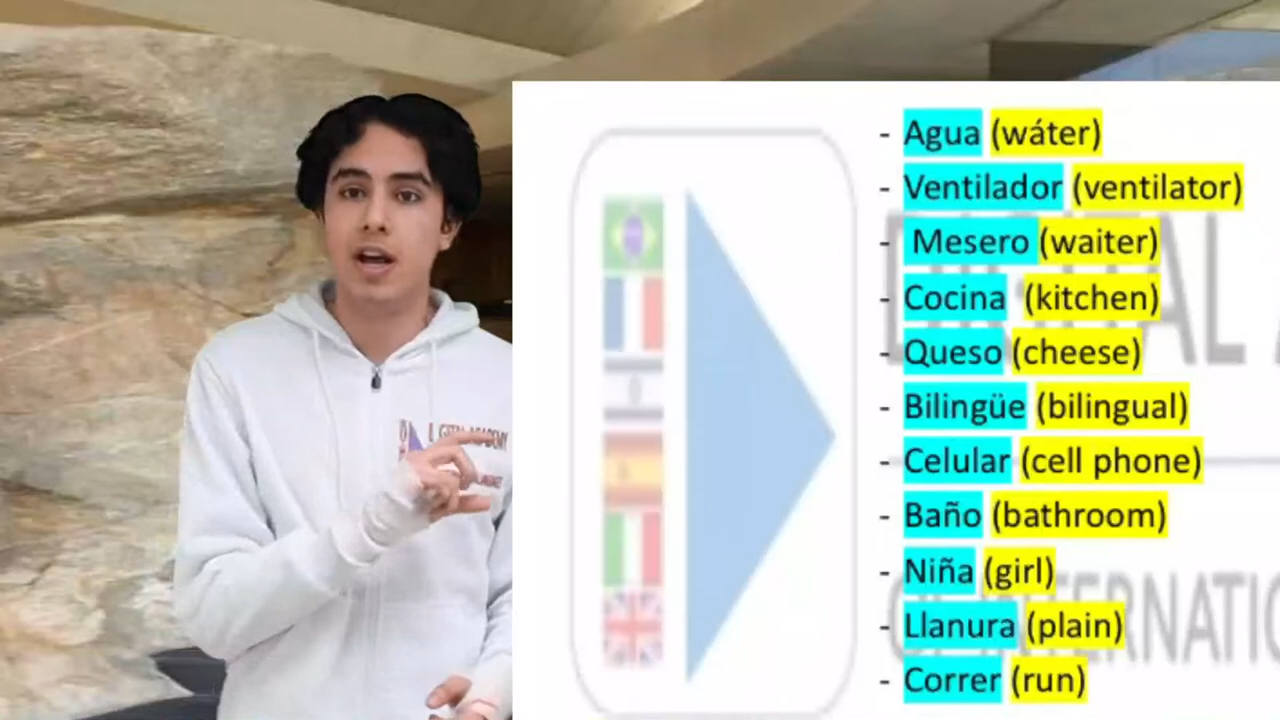 - Agua (wáter)
- Ventilador (ventilator)
- Mesero (waiter)
- Cocina (kitchen)
- Queso (cheese)
- Bilingüe (bilingual)
- Celular (cell phone)
- Baño (bathroom)
- Niña (girl)
- Llanura (plain)
- Correr (run)